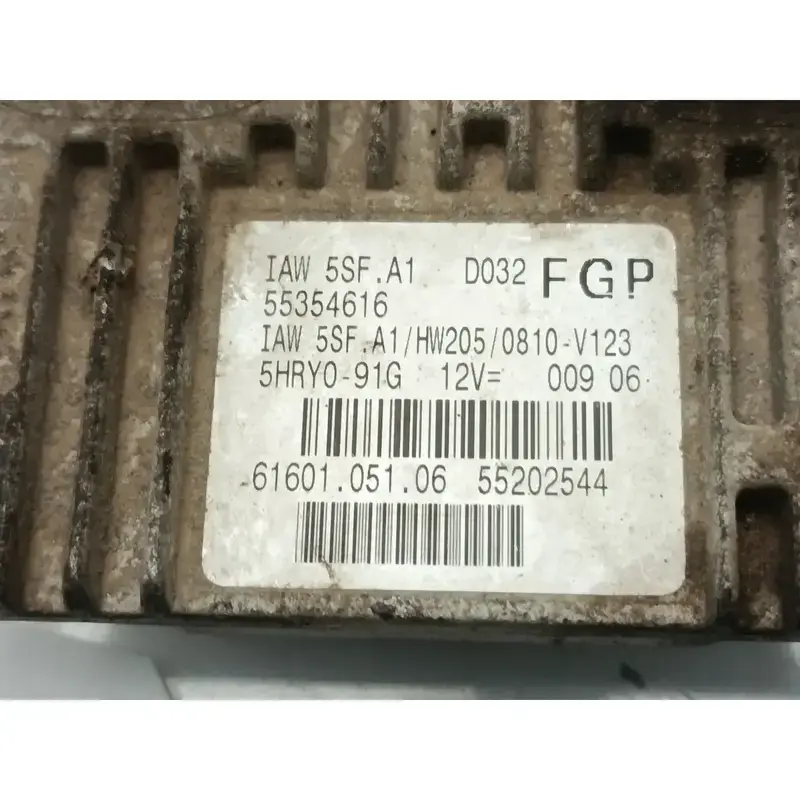 IAW 5SF.A1 D032 FGP
55354616
IAW 5SF.A1/HW205/0810-V123
5HRY0-91G 12V= 009 06
61601.051.06 55202544